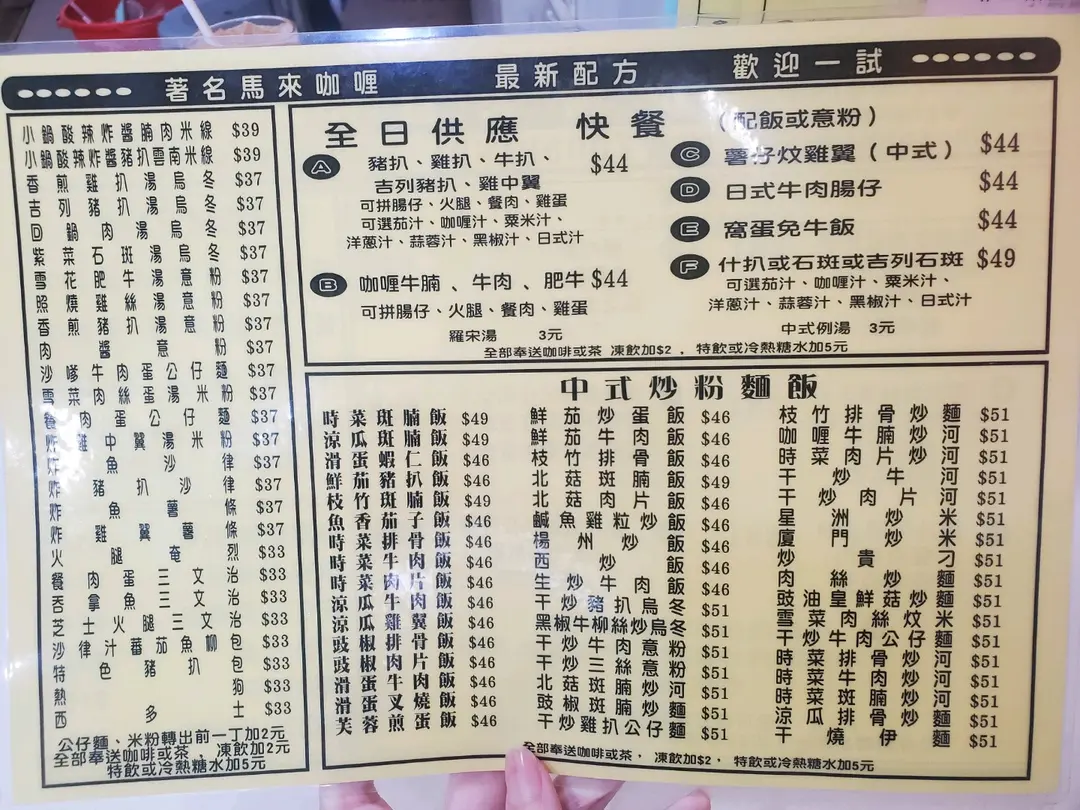 著名馬來咖喱 最新配方 歡迎一試
小鍋酸辣炸醬腩肉米線 $39
小鍋酸辣炸醬豬扒雲南米線 $39
香煎雞扒湯烏冬 $37
吉列豬扒湯烏冬 $37
回鍋肉湯烏冬 $37
紫菜石斑湯烏冬 $37
雪花肥牛湯意粉 $37
照燒雞絲湯意粉 $37
香煎豬扒湯意粉 $37
肉醬意粉 $37
沙嗲牛肉蛋公仔麵 $37
雪菜肉絲蛋湯米粉 $37
餐肉蛋公仔麵 $37
炸雞中翼湯米粉 $37
炸魚沙律 $37
炸豬扒沙律 $37
炸魚薯條 $37
炸雞翼薯條 $37
火腿奄烈 $33
餐肉蛋三文治 $33
吞拿魚三文治 $33
芝士火腿三文治 $33
沙律汁蕃茄魚柳包 $33
特色豬扒包 $33
熱狗 $33
西多士 $33
公仔麵、米粉轉出前一丁加2元
全部奉送咖啡或茶，凍飲加2元
特飲或冷熱糖水加5元
全日供應 快餐 (配飯或意粉)
A 豬扒、雞扒、牛扒、 $44
吉列豬扒、雞中翼
可拼腸仔、火腿、餐肉、雞蛋
可選茄汁、咖喱汁、粟米汁、
洋蔥汁、蒜蓉汁、黑椒汁、日式汁
B 咖喱牛腩、牛肉、肥牛 $44
可拼腸仔、火腿、餐肉、雞蛋
C 薯仔炆雞翼(中式) $44
D 日式牛肉腸仔 $44
E 窩蛋免牛飯 $44
F 什扒或石斑或吉列石斑 $49
可選茄汁、咖喱汁、粟米汁、
洋蔥汁、蒜蓉汁、黑椒汁、日式汁
羅宋湯 3元 中式例湯 3元
全部奉送咖啡或茶 凍飲加$2，特飲或冷熱糖水加5元
中式炒粉麵飯
時菜斑腩飯 $49
涼瓜斑腩飯 $49
滑蛋蝦仁飯 $46
鮮茄豬扒飯 $46
枝竹斑腩飯 $49
魚香茄子飯 $46
時菜排骨飯 $46
時菜牛肉飯 $46
時菜肉片飯 $46
涼瓜牛肉飯 $46
涼瓜雞翼飯 $46
豉椒排骨飯 $46
豉椒肉片飯 $46
滑蛋牛肉飯 $46
滑蛋叉燒飯 $46
芙蓉煎蛋飯 $46
鮮茄炒蛋飯 $46
鮮茄牛肉飯 $46
枝竹排骨飯 $46
北菇斑腩飯 $49
北菇肉片飯 $46
鹹魚雞粒炒飯 $46
楊州炒飯 $46
西炒飯 $46
生炒牛肉飯 $46
干炒豬扒烏冬 $51
黑椒牛柳絲炒烏冬 $51
干炒牛肉意粉 $51
干炒三絲意粉 $51
北菇斑腩炒河 $51
豉椒斑腩炒麵 $51
干炒雞扒公仔麵 $51
枝竹排骨炒麵 $51
咖喱牛腩炒河 $51
時菜肉片炒河 $51
干炒牛河 $51
干炒肉片河 $51
星洲炒米 $51
廈門炒米 $51
炒貴刁 $51
肉絲炒麵 $51
豉油皇鮮菇炒麵 $51
雪菜肉絲炆米 $51
干炒牛肉公仔麵 $51
時菜排骨炒河 $51
時菜牛肉炒河 $51
時菜斑腩炒河 $51
涼瓜排骨炒麵 $51
干燒伊麵 $51
全部奉送咖啡或茶， 凍飲加$2， 特飲或冷熱糖水加5元